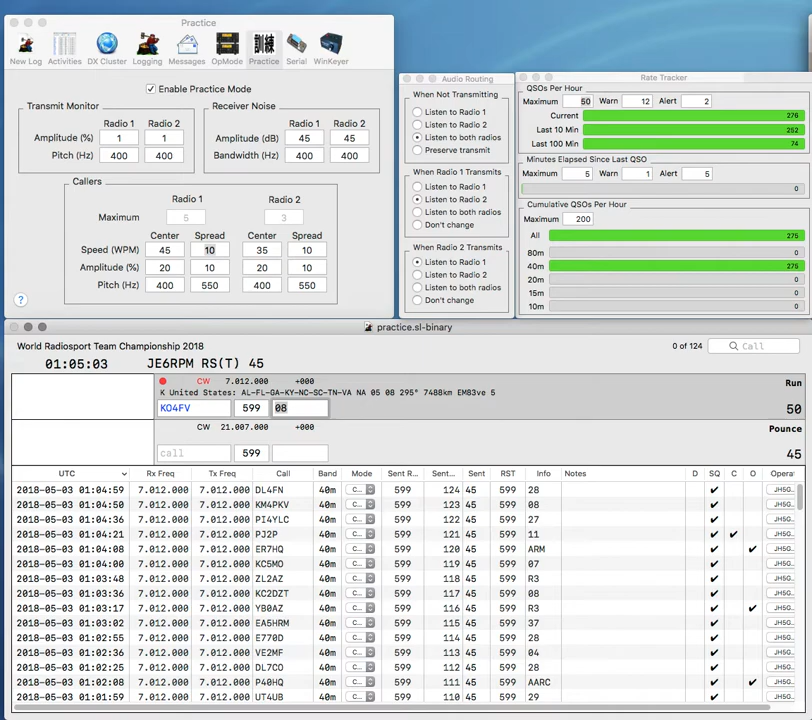 Practice
New Log Activities DX Cluster Logging Messages OpMode Practice Serial WinKeyer
訓練
Enable Practice Mode
Transmit Monitor
Radio 1 Radio 2
Amplitude (%) 1 1
Pitch (Hz) 400 400
Receiver Noise
Radio 1 Radio 2
Amplitude (dB) 45 45
Bandwidth (Hz) 400 400
Callers
Radio 1 Radio 2
Maximum 5 3
Center Spread Center Spread
Speed (WPM) 45 10 35 10
Amplitude (%) 20 10 20 10
Pitch (Hz) 400 550 400 550
?
Audio Routing
When Not Transmitting
Listen to Radio 1
Listen to Radio 2
Listen to both radios
Preserve transmit
When Radio 1 Transmits
Listen to Radio 1
Listen to Radio 2
Listen to both radios
Don't change
When Radio 2 Transmits
Listen to Radio 1
Listen to Radio 2
Listen to both radios
Don't change
Rate Tracker
QSOs Per Hour
Maximum 50 Warn 12 Alert 2
Current 276
Last 10 Min 252
Last 100 Min 74
Minutes Elapsed Since Last QSO
Maximum 5 Warn 1 Alert 5
0
Cumulative QSOs Per Hour
Maximum 200
All 275
80m 0
40m 275
20m 0
15m 0
10m 0
practice.sl-binary
World Radiosport Team Championship 2018 0 of 124 Call
01:05:03 JE6RPM RS(T) 45
CW 7.012.000 +000 Run
K United States: AL-FL-GA-KY-NC-SC-TN-VA NA 05 08 295° 7488km EM83ve 5
KO4FV 599 08 50
CW 21.007.000 +000 Pounce
call 599 45
UTC Rx Freq Tx Freq Call Band Mode Sent R... Sent... Sent RST Info Notes D SQ C O Opera
2018-05-03 01:04:59 7.012.000 7.012.000 DL4FN 40m C... 599 124 45 599 28 ✔ JH5G...
2018-05-03 01:04:50 7.012.000 7.012.000 KM4PKV 40m C... 599 123 45 599 08 ✔ JH5G...
2018-05-03 01:04:36 7.012.000 7.012.000 PI4YLC 40m C... 599 122 45 599 27 ✔ JH5G...
2018-05-03 01:04:21 7.012.000 7.012.000 PJ2P 40m C... 599 121 45 599 11 ✔ ✔ JH5G...
2018-05-03 01:04:08 7.012.000 7.012.000 ER7HQ 40m C... 599 120 45 599 ARM ✔ ✔ JH5G...
2018-05-03 01:04:00 7.012.000 7.012.000 KC5MO 40m C... 599 119 45 599 07 ✔ JH5G...
2018-05-03 01:03:48 7.012.000 7.012.000 ZL2AZ 40m C... 599 118 45 599 R3 ✔ JH5G...
2018-05-03 01:03:36 7.012.000 7.012.000 KC2DZT 40m C... 599 117 45 599 08 ✔ JH5G...
2018-05-03 01:03:17 7.012.000 7.012.000 YB0AZ 40m C... 599 116 45 599 R3 ✔ ✔ JH5G...
2018-05-03 01:03:02 7.012.000 7.012.000 EA5HRM 40m C... 599 115 45 599 37 ✔ JH5G...
2018-05-03 01:02:55 7.012.000 7.012.000 E770D 40m C... 599 114 45 599 28 ✔ JH5G...
2018-05-03 01:02:36 7.012.000 7.012.000 VE2MF 40m C... 599 113 45 599 04 ✔ JH5G...
2018-05-03 01:02:25 7.012.000 7.012.000 DL7CO 40m C... 599 112 45 599 28 ✔ JH5G...
2018-05-03 01:02:08 7.012.000 7.012.000 P40HQ 40m C... 599 111 45 599 AARC ✔ ✔ JH5G...
2018-05-03 01:01:59 7.012.000 7.012.000 UT4UB 40m C... 599 110 45 599 29 ✔ JH5G...